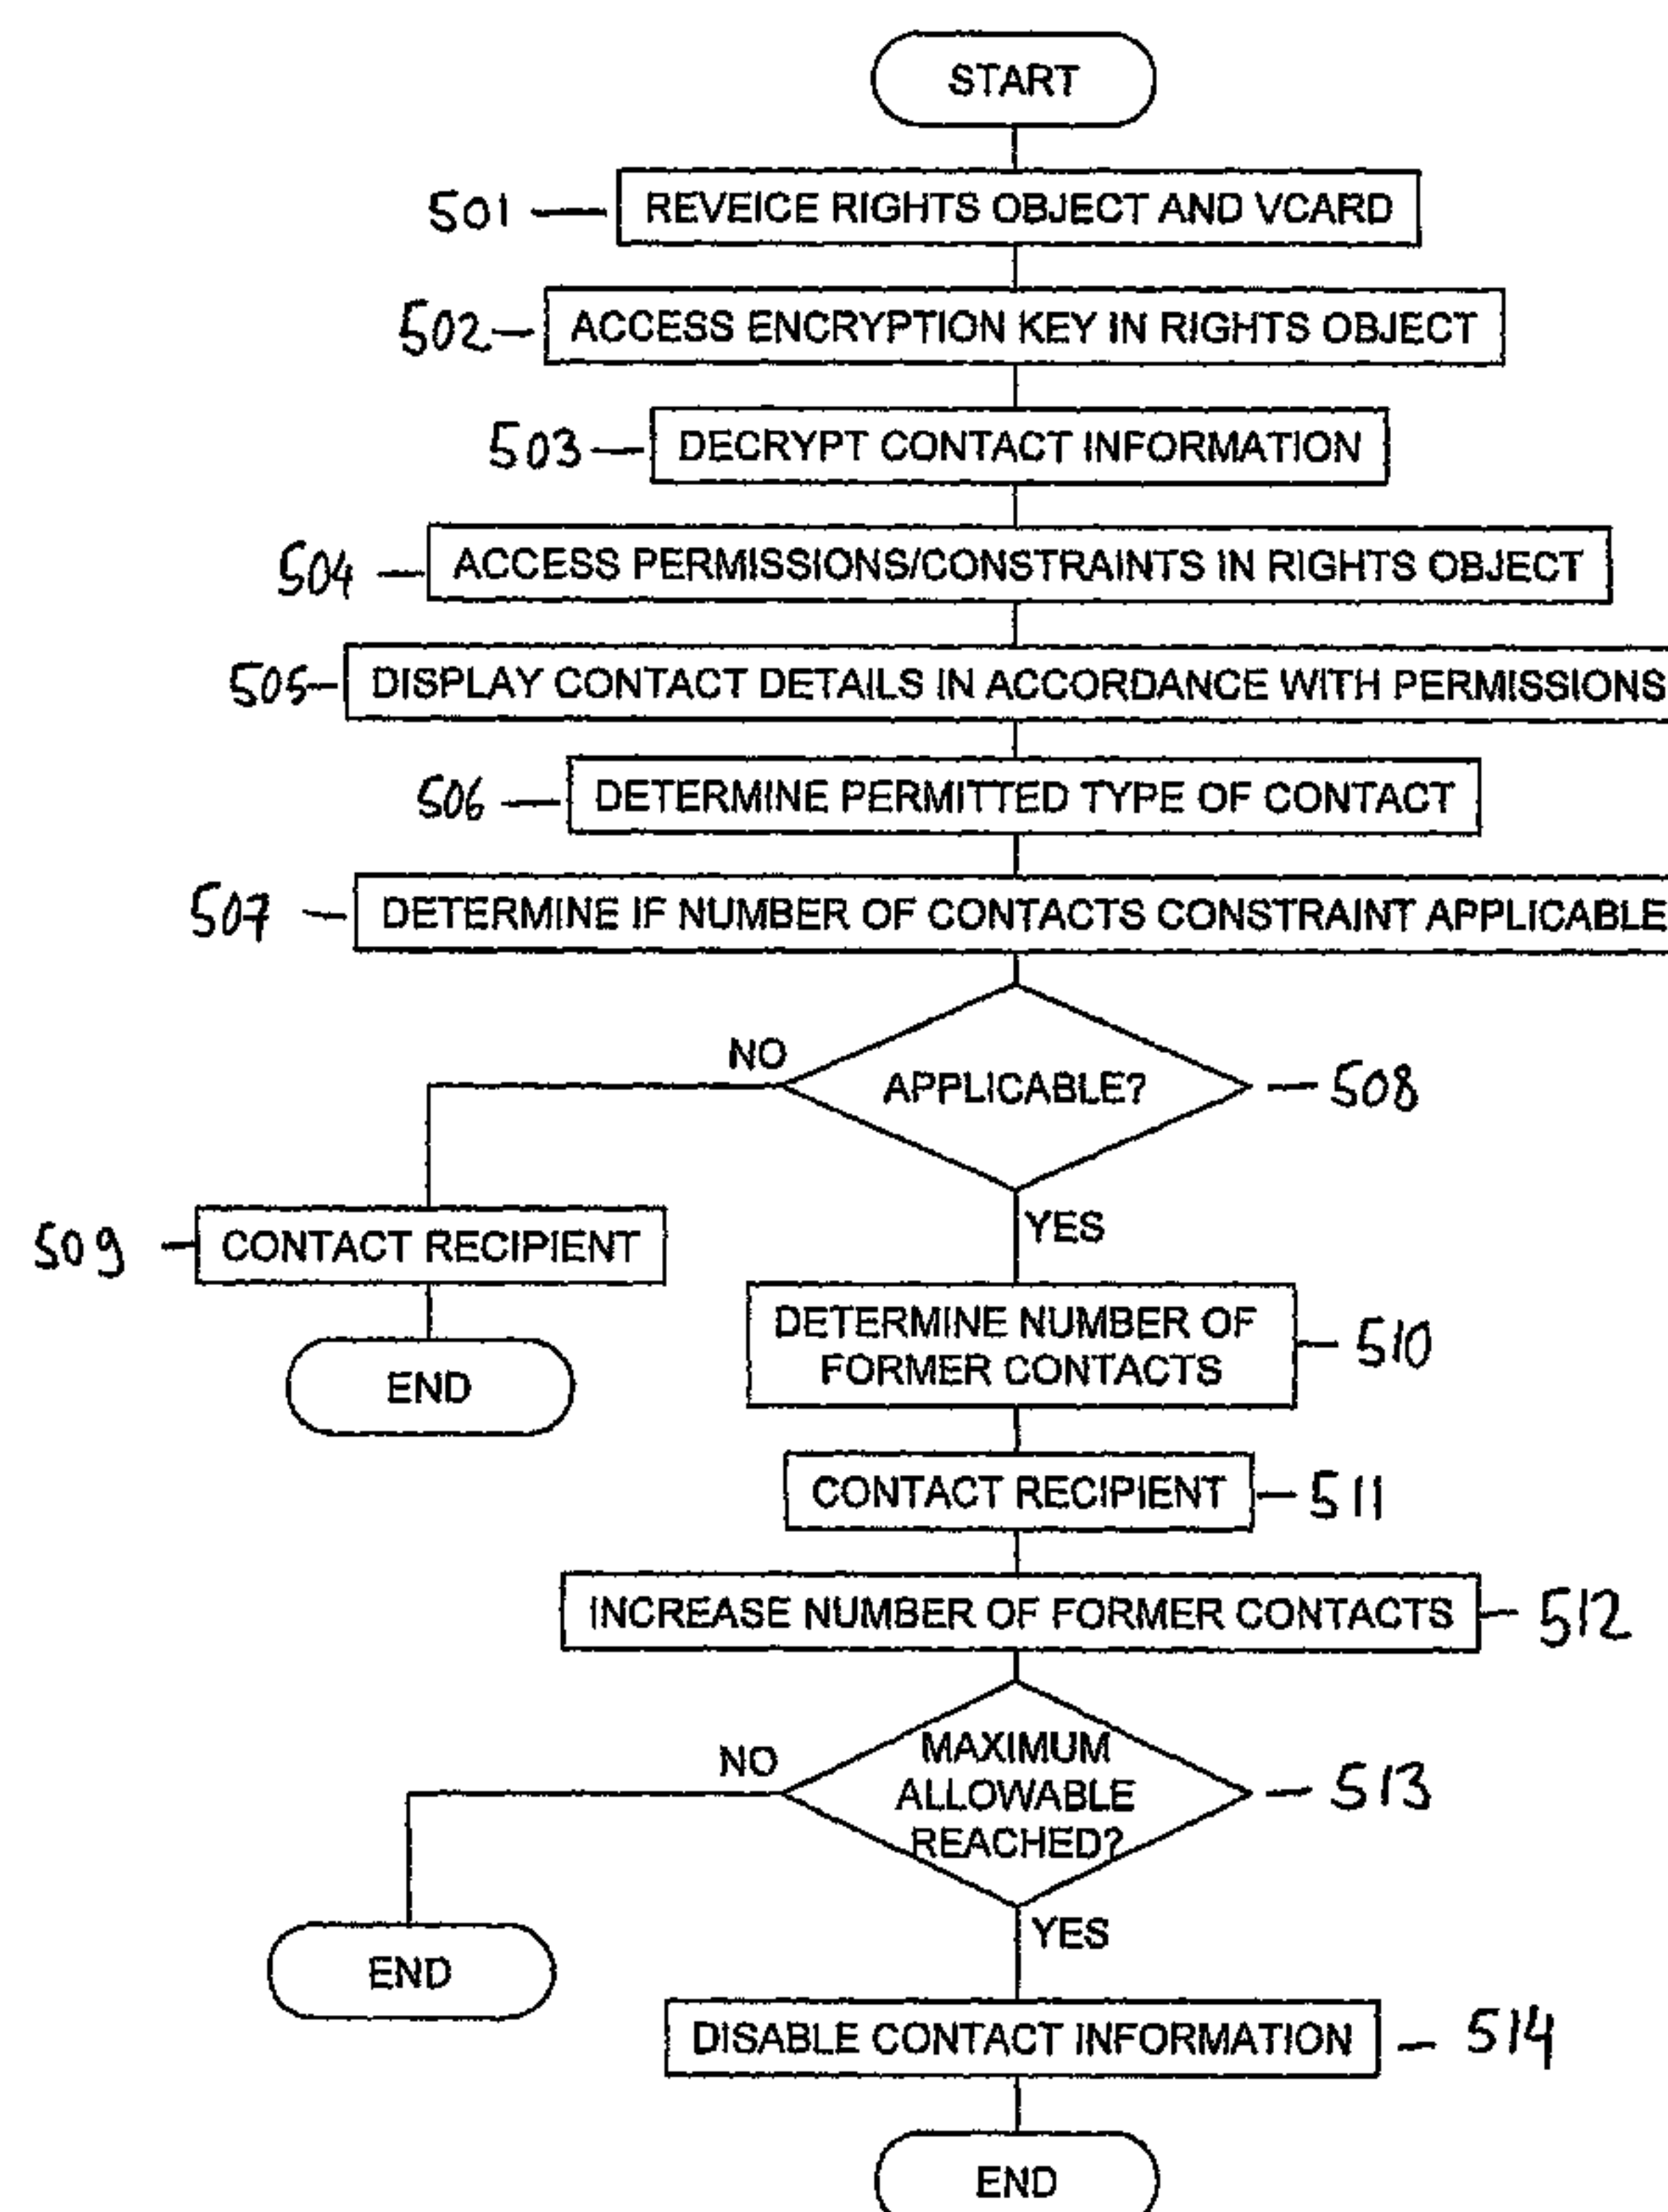 START
501 REVEICE RIGHTS OBJECT AND VCARD
502 ACCESS ENCRYPTION KEY IN RIGHTS OBJECT
503 DECRYPT CONTACT INFORMATION
504 ACCESS PERMISSIONS/CONSTRAINTS IN RIGHTS OBJECT
505 DISPLAY CONTACT DETAILS IN ACCORDANCE WITH PERMISSIONS
506 DETERMINE PERMITTED TYPE OF CONTACT
507 DETERMINE IF NUMBER OF CONTACTS CONSTRAINT APPLICABLE
NO
APPLICABLE? 508
YES
509 CONTACT RECIPIENT
END
DETERMINE NUMBER OF
FORMER CONTACTS
510
CONTACT RECIPIENT 511
INCREASE NUMBER OF FORMER CONTACTS 512
NO
MAXIMUM
ALLOWABLE
REACHED?
513
YES
END
DISABLE CONTACT INFORMATION 514
END